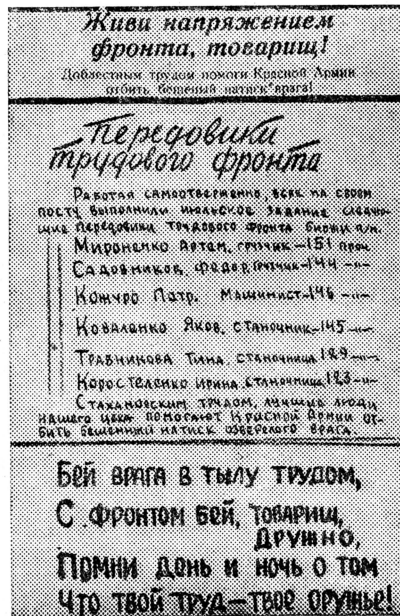 Живи напряжением
фронта, товарищ!
Доблестным трудом помоги Красной Армии
отбить бешеный натиск врага!
Передовики
трудового фронта
Работая самоотверженно, всяк на своем
посту, выполнили июльское задание следую-
щие передовики трудового фронта биржи п/м.
Мироненко Артем, грузчик-151 проц
Садовников, Федор, грузчик-144 -"-
Кожуро Петр. Машинист-146 -"-
Коваленко Яков, станочник-145 -"-
Травникова Тина, станочница 129 -"-
Коростеленко Ирина, станочница 123 -"-
Стахановским трудом, лучшие люди
нашего цеха помогают Красной Армии от-
бить бешенный натиск озверелого врага.
Бей врага в тылу трудом,
С фронтом бей, товарищ,
дружно,
Помни день и ночь о том
Что твой труд—твое оружье!